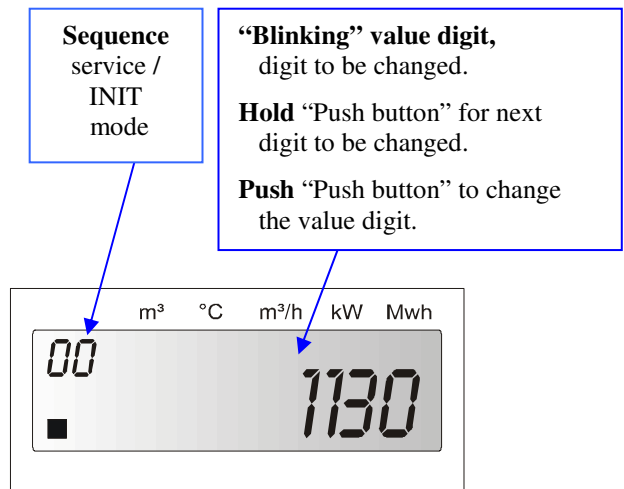 Sequence
service /
INIT
mode
“Blinking” value digit,
digit to be changed.
Hold “Push button” for next
digit to be changed.
Push “Push button” to change
the value digit.
m³ °C m³/h kW Mwh
00
1130